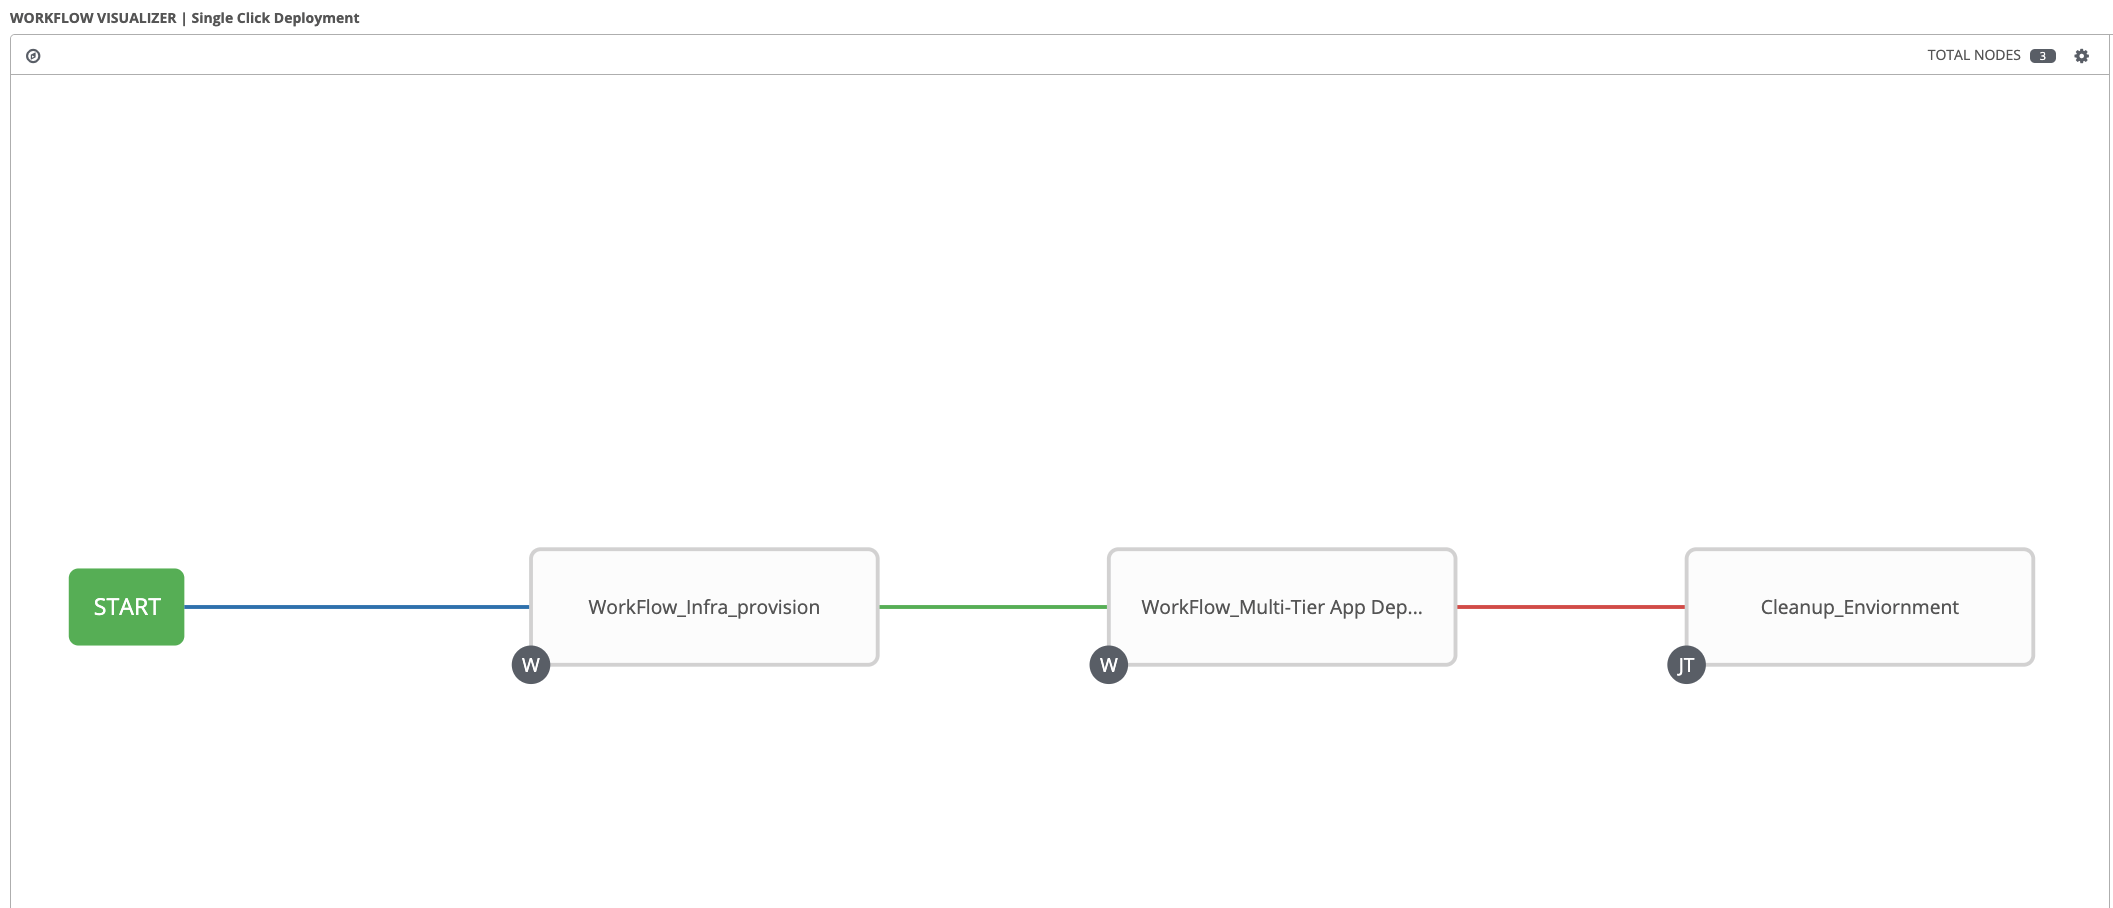 WORKFLOW VISUALIZER | Single Click Deployment
TOTAL NODES 3
START
WorkFlow_Infra_provision
W
WorkFlow_Multi-Tier App Dep...
W
Cleanup_Enviornment
JT